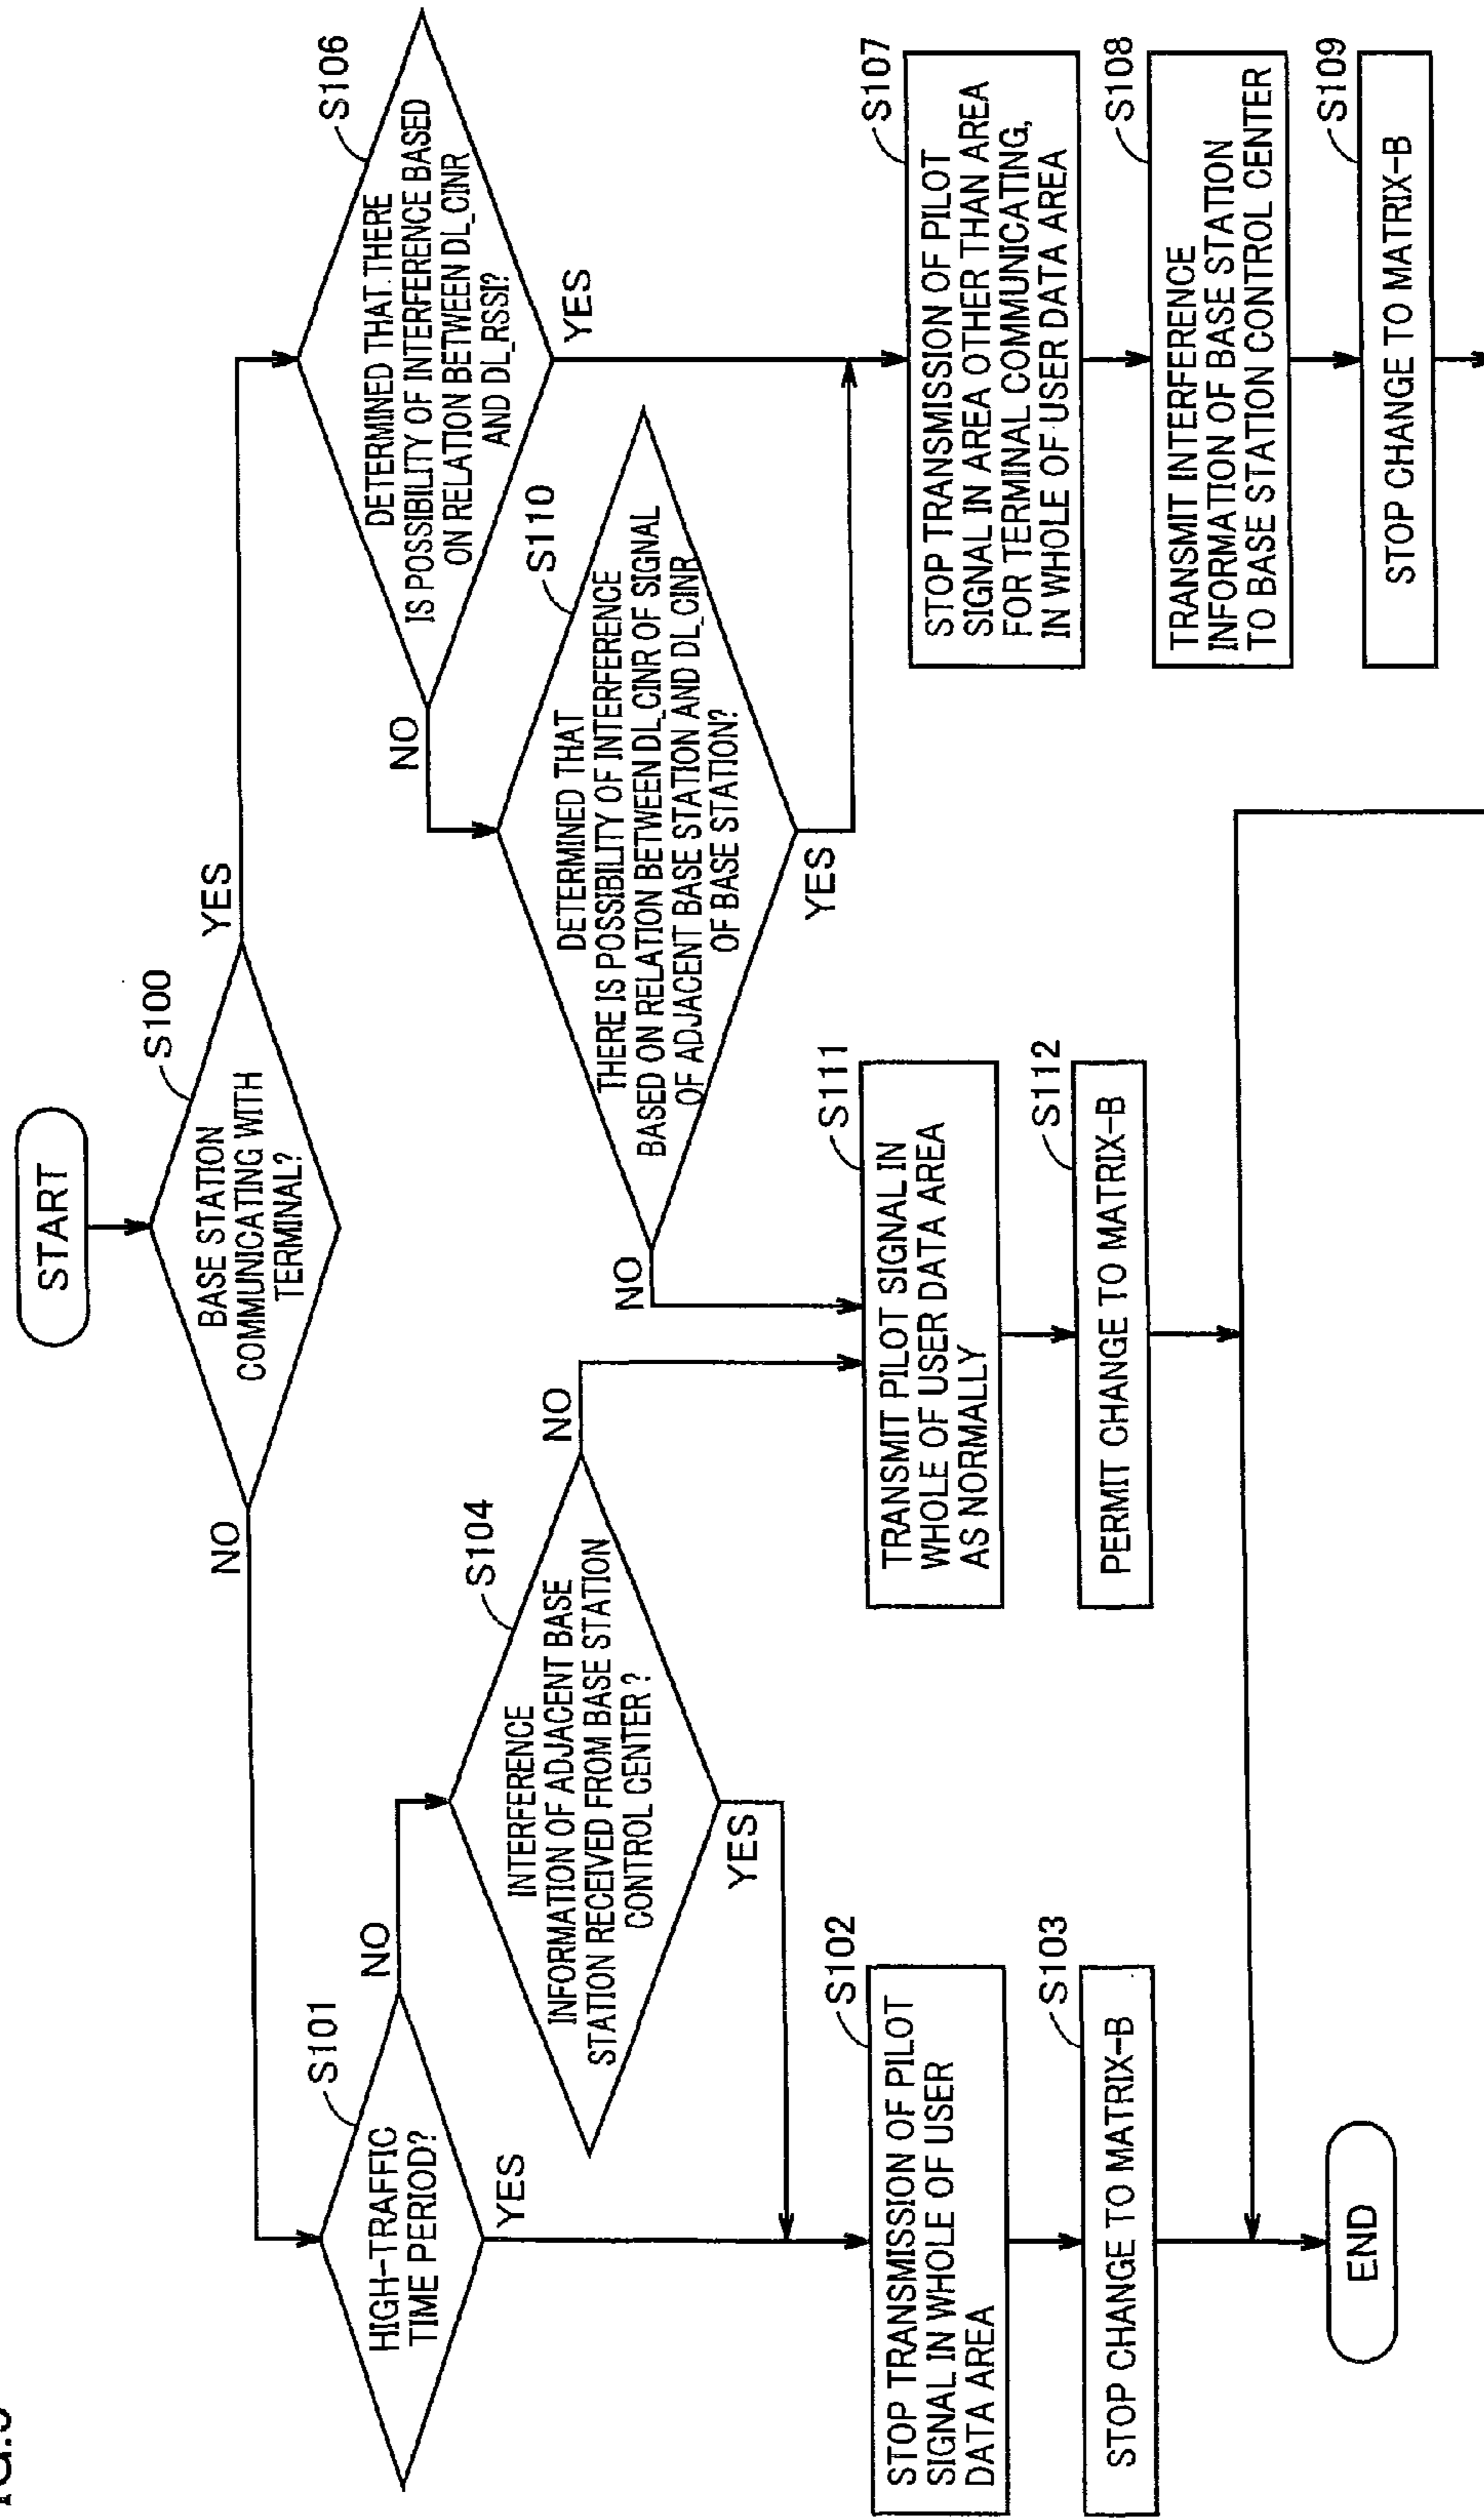 START
S100
BASE STATION
COMMUNICATING WITH
TERMINAL?
NO
YES
S101
HIGH-TRAFFIC
TIME PERIOD?
NO
YES
S104
INTERFERENCE
INFORMATION OF ADJACENT BASE
STATION RECEIVED FROM BASE STATION
CONTROL CENTER ?
NO
YES
S102
STOP TRANSMISSION OF PILOT
SIGNAL IN WHOLE OF USER
DATA AREA
S103
STOP CHANGE TO MATRIX-B
END
S106
DETERMINED THAT THERE
IS POSSIBILITY OF INTERFERENCE BASED
ON RELATION BETWEEN DL_CINR
AND DL_RSSI?
NO
YES
S110
DETERMINED THAT
THERE IS POSSIBILITY OF INTERFERENCE
BASED ON RELATION BETWEEN DL_CINR OF SIGNAL
OF ADJACENT BASE STATION AND DL_CINR
OF BASE STATION?
NO
YES
S111
TRANSMIT PILOT SIGNAL IN
WHOLE OF USER DATA AREA
AS NORMALLY
S112
PERMIT CHANGE TO MATRIX-B
S107
STOP TRANSMISSION OF PILOT
SIGNAL IN AREA OTHER THAN AREA
FOR TERMINAL COMMUNICATING,
IN WHOLE OF USER DATA AREA
S108
TRANSMIT INTERFERENCE
INFORMATION OF BASE STATION
TO BASE STATION CONTROL CENTER
S109
STOP CHANGE TO MATRIX-B